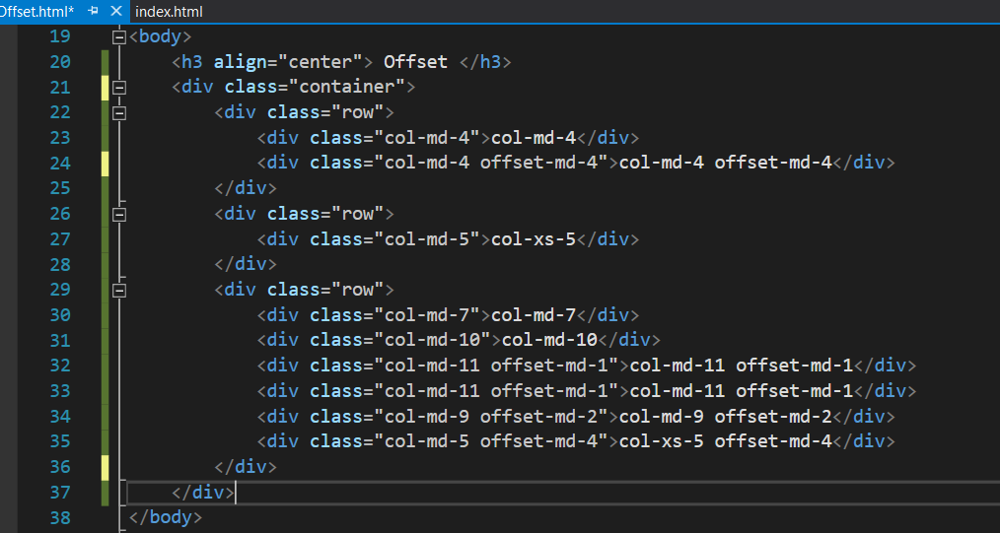 Offset.html* index.html
19 <body>
20 <h3 align="center"> Offset </h3>
21 <div class="container">
22 <div class="row">
23 <div class="col-md-4">col-md-4</div>
24 <div class="col-md-4 offset-md-4">col-md-4 offset-md-4</div>
25 </div>
26 <div class="row">
27 <div class="col-md-5">col-xs-5</div>
28 </div>
29 <div class="row">
30 <div class="col-md-7">col-md-7</div>
31 <div class="col-md-10">col-md-10</div>
32 <div class="col-md-11 offset-md-1">col-md-11 offset-md-1</div>
33 <div class="col-md-11 offset-md-1">col-md-11 offset-md-1</div>
34 <div class="col-md-9 offset-md-2">col-md-9 offset-md-2</div>
35 <div class="col-md-5 offset-md-4">col-xs-5 offset-md-4</div>
36 </div>
37 </div>
38 </body>